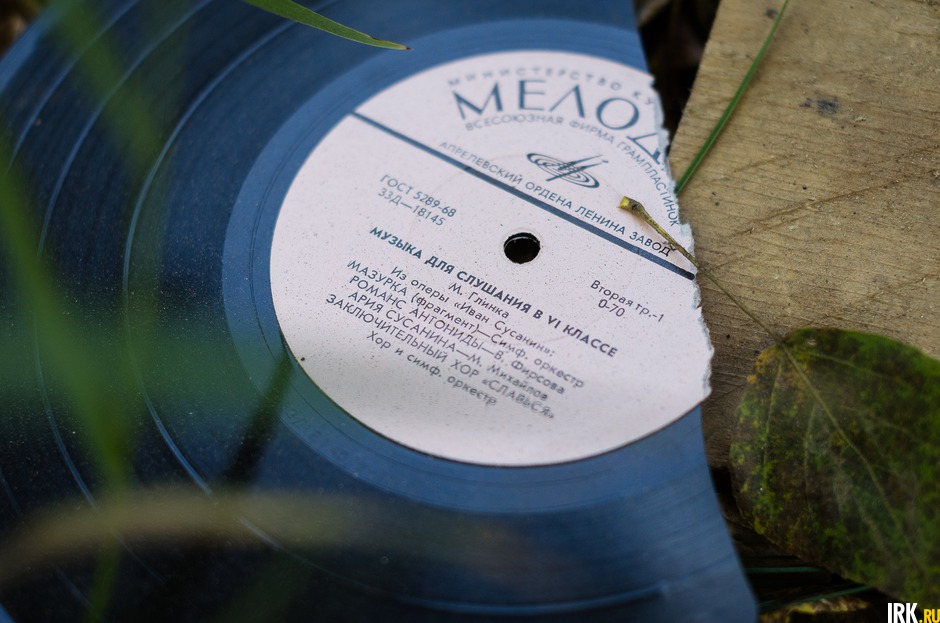 МИНИСТЕРСТВО КУ
МЕЛОД
ВСЕСОЮЗНАЯ ФИРМА ГРАМПЛАСТИНОК
АПРЕЛЕВСКИЙ ОРДЕНА ЛЕНИНА ЗАВОД
ГОСТ 5289-68
33Д—18145
Вторая гр.-1
0-70
МУЗЫКА ДЛЯ СЛУШАНИЯ В VI КЛАССЕ
М. Глинка
Из оперы «Иван Сусанин»:
МАЗУРКА (фрагмент)—Симф. оркестр
РОМАНС АНТОНИДЫ—В. Фирсова
АРИЯ СУСАНИНА—М. Михайлов
ЗАКЛЮЧИТЕЛЬНЫЙ ХОР «СЛАВЬСЯ»
Хор и симф. оркестр
IRK.RU